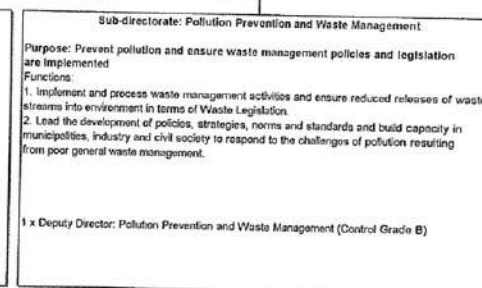 Sub-directorate: Pollution Prevention and Waste Management
Purpose: Prevent pollution and ensure waste management policies and legislation
are implemented
Functions:
1. Implement and process waste management activities and ensure reduced releases of waste
streams into environment in terms of Waste Legislation.
2. Lead the development of policies, strategies, norms and standards and build capacity in
municipalities, industry and civil society to respond to the challenges of pollution resulting
from poor general waste management.
1 x Deputy Director: Pollution Prevention and Waste Management (Control Grade B)